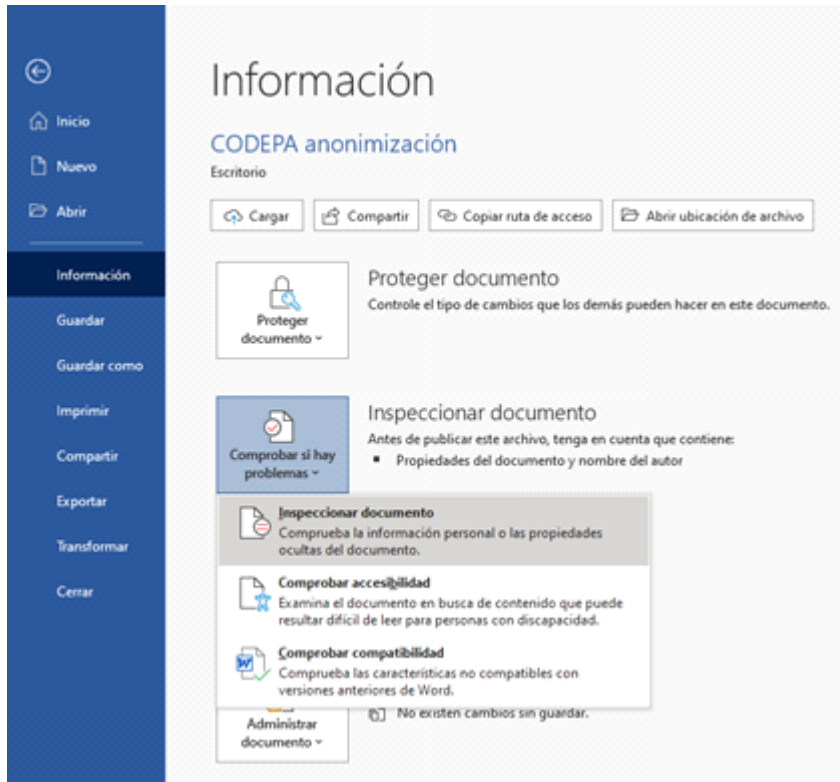 Inicio
Nuevo
Abrir
Información
Guardar
Guardar como
Imprimir
Compartir
Exportar
Transformar
Cerrar
Información
CODEPA anonimización
Escritorio
Cargar
Compartir
Copiar ruta de acceso
Abrir ubicación de archivo
Proteger
documento
Proteger documento
Controle el tipo de cambios que los demás pueden hacer en este documento.
Comprobar si hay
problemas
Inspeccionar documento
Antes de publicar este archivo, tenga en cuenta que contiene:
Propiedades del documento y nombre del autor
Inspeccionar documento
Comprueba la información personal o las propiedades
ocultas del documento.
Comprobar accesibilidad
Examina el documento en busca de contenido que puede
resultar difícil de leer para personas con discapacidad.
Comprobar compatibilidad
Comprueba las características no compatibles con
versiones anteriores de Word.
Administrar
documento
No existen cambios sin guardar.